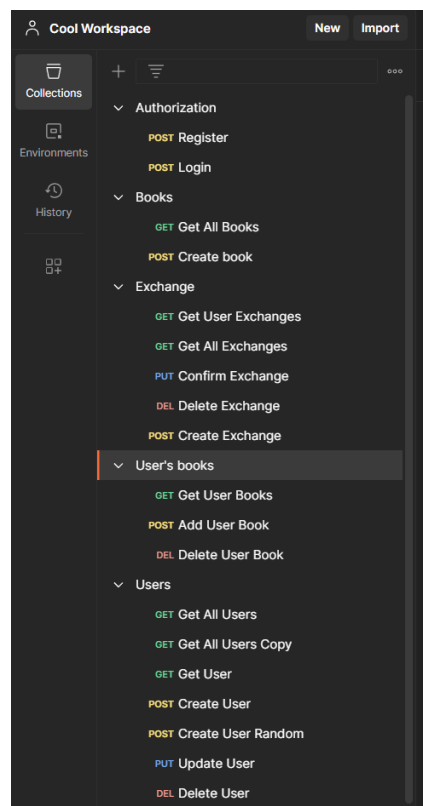 Cool Workspace New Import
Collections
Environments
History
Authorization
POST Register
POST Login
Books
GET Get All Books
POST Create book
Exchange
GET Get User Exchanges
GET Get All Exchanges
PUT Confirm Exchange
DEL Delete Exchange
POST Create Exchange
User's books
GET Get User Books
POST Add User Book
DEL Delete User Book
Users
GET Get All Users
GET Get All Users Copy
GET Get User
POST Create User
POST Create User Random
PUT Update User
DEL Delete User